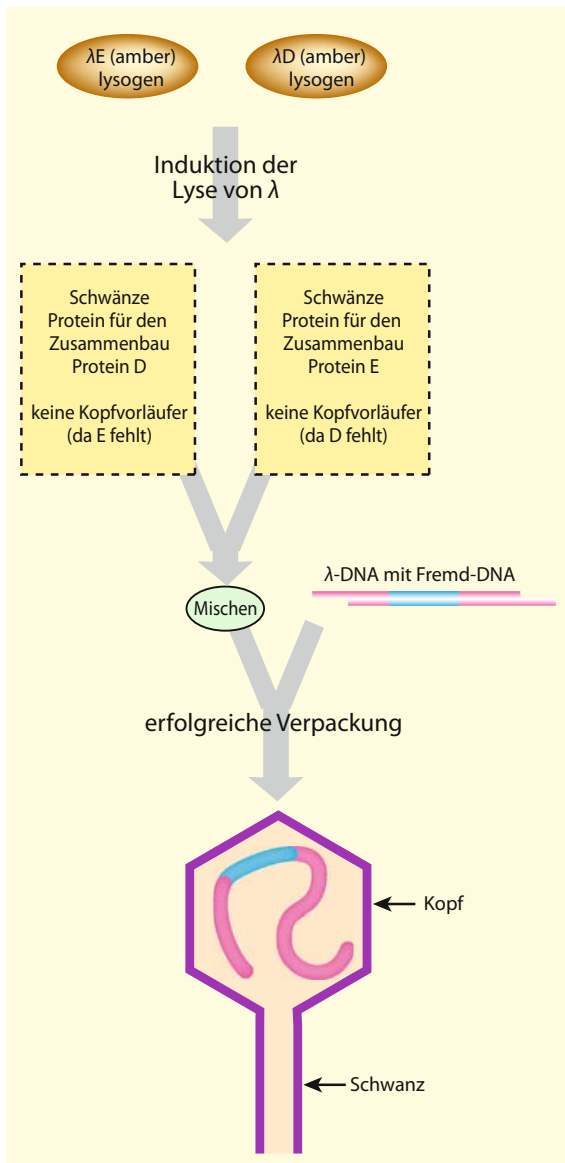 λE (amber)
lysogen
λD (amber)
lysogen
Induktion der
Lyse von λ
Schwänze
Protein für den
Zusammenbau
Protein D
keine Kopfvorläufer
(da E fehlt)
Schwänze
Protein für den
Zusammenbau
Protein E
keine Kopfvorläufer
(da D fehlt)
λ-DNA mit Fremd-DNA
Mischen
erfolgreiche Verpackung
Kopf
Schwanz